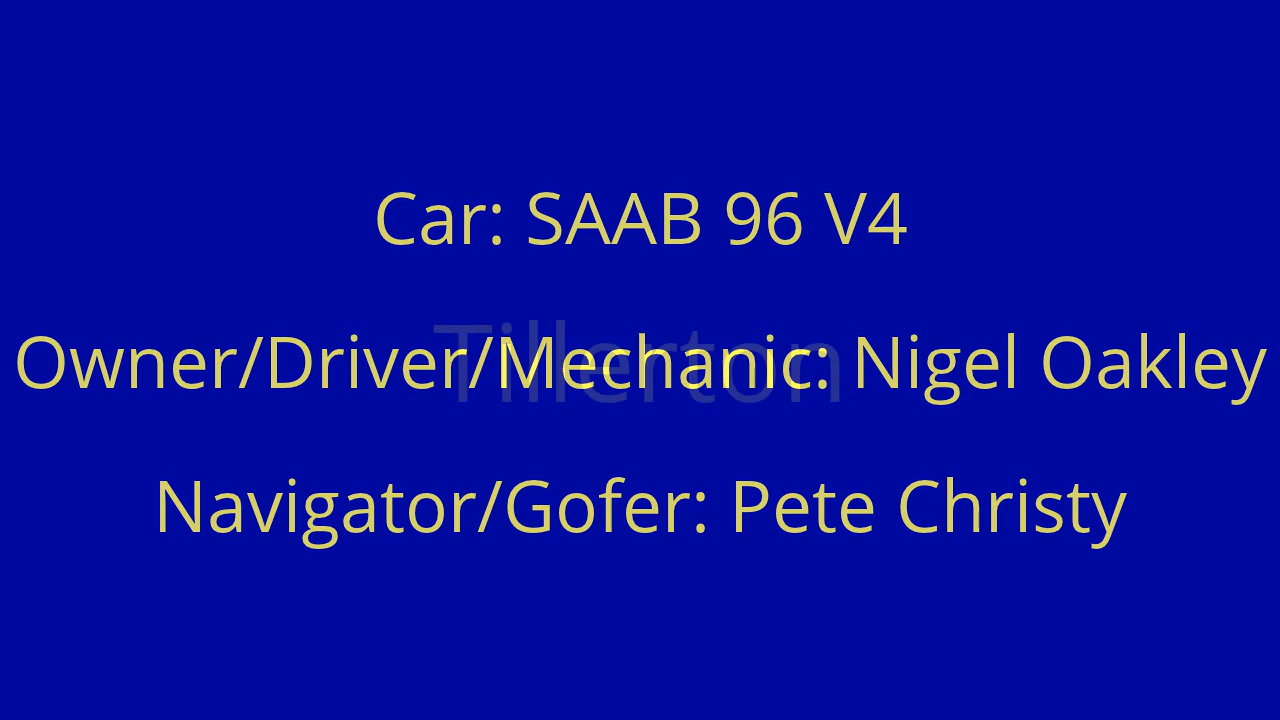 Car: SAAB 96 V4
Tillerton
Owner/Driver/Mechanic: Nigel Oakley
Navigator/Gofer: Pete Christy